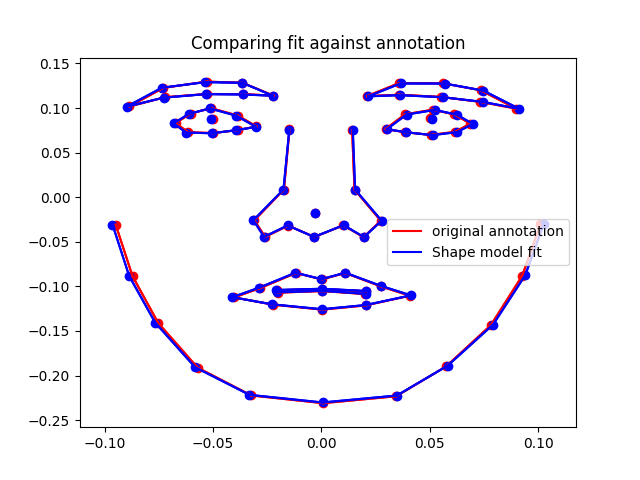 Comparing fit against annotation
0.15
0.10
0.05
0.00
−0.05
−0.10
−0.15
−0.20
−0.25
original annotation
Shape model fit
−0.10 −0.05 0.00 0.05 0.10